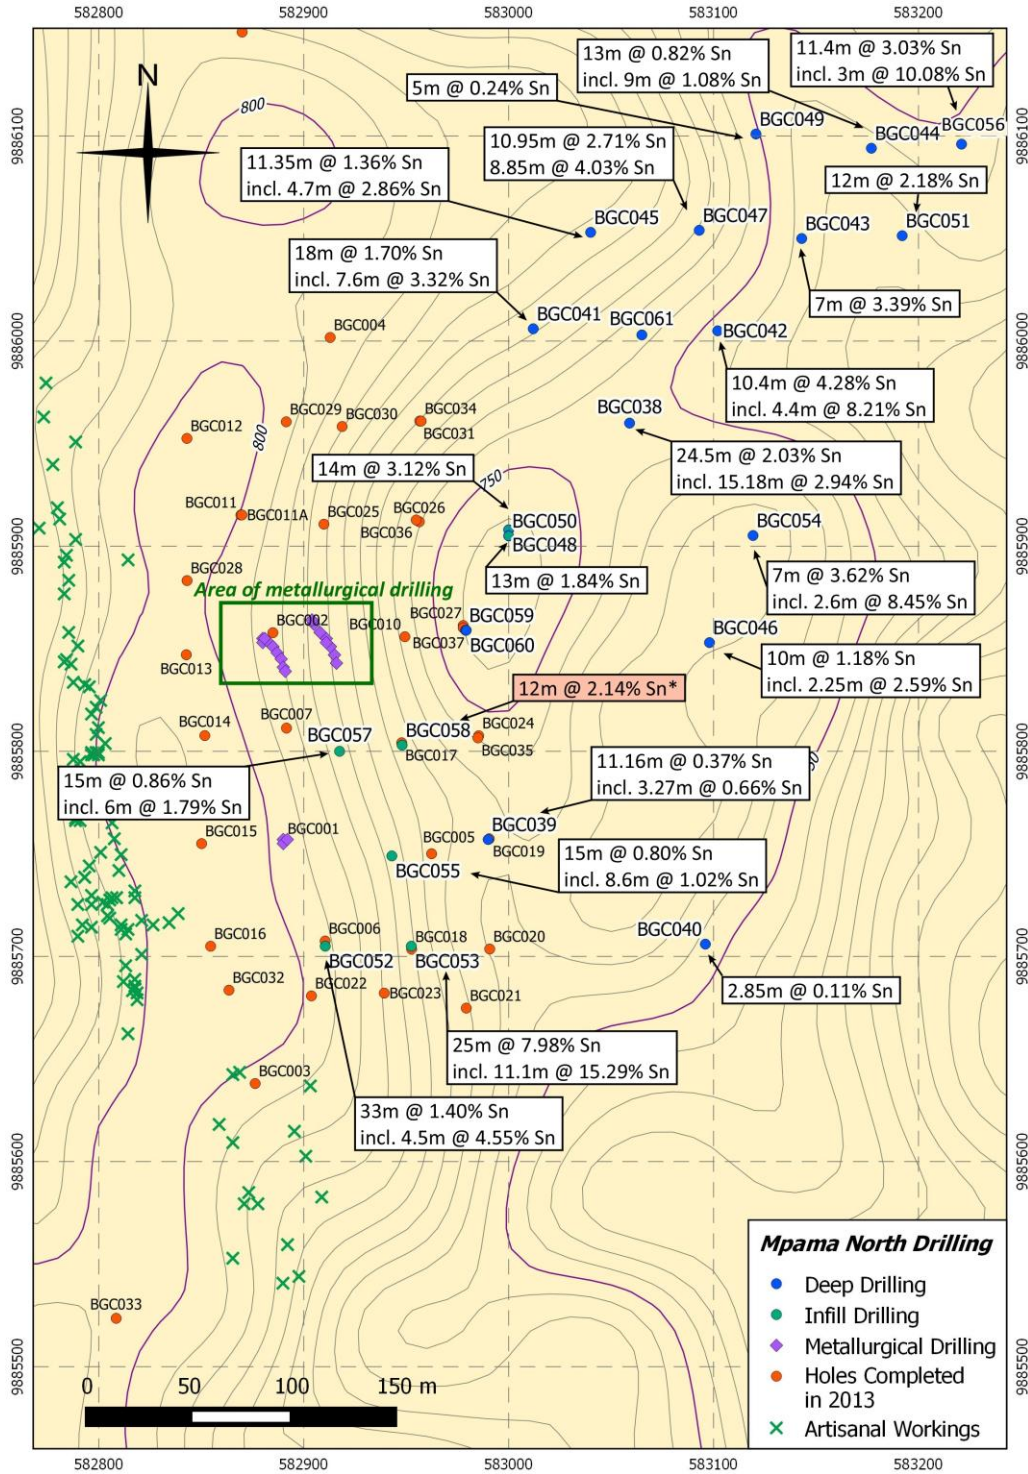 582800 582900 583000 583100 583200
N
800
13m @ 0.82% Sn
incl. 9m @ 1.08% Sn
11.4m @ 3.03% Sn
incl. 3m @ 10.08% Sn
5m @ 0.24% Sn
BGC049
BGC044
BGC056
9886100
9886100
11.35m @ 1.36% Sn
incl. 4.7m @ 2.86% Sn
10.95m @ 2.71% Sn
8.85m @ 4.03% Sn
12m @ 2.18% Sn
BGC045
BGC047
BGC043
BGC051
18m @ 1.70% Sn
incl. 7.6m @ 3.32% Sn
7m @ 3.39% Sn
BGC004
BGC041
BGC061
BGC042
9886000
9886000
10.4m @ 4.28% Sn
incl. 4.4m @ 8.21% Sn
BGC012
BGC029
BGC030
BGC034
BGC031
BGC038
800
24.5m @ 2.03% Sn
incl. 15.18m @ 2.94% Sn
14m @ 3.12% Sn
750
BGC011
BGC011A
BGC025
BGC026
BGC036
BGC050
BGC048
BGC054
9885900
9885900
13m @ 1.84% Sn
7m @ 3.62% Sn
incl. 2.6m @ 8.45% Sn
BGC028
Area of metallurgical drilling
BGC002
BGC010
BGC027
BGC037
BGC059
BGC060
BGC046
BGC013
10m @ 1.18% Sn
incl. 2.25m @ 2.59% Sn
12m @ 2.14% Sn*
BGC014
BGC007
BGC057
BGC058
BGC017
BGC024
BGC035
9885800
9885800
15m @ 0.86% Sn
incl. 6m @ 1.79% Sn
11.16m @ 0.37% Sn
incl. 3.27m @ 0.66% Sn
BGC015
BGC001
BGC005
BGC039
BGC019
BGC055
15m @ 0.80% Sn
incl. 8.6m @ 1.02% Sn
BGC016
BGC006
BGC052
BGC018
BGC053
BGC020
BGC040
9885700
9885700
BGC032
BGC022
BGC023
BGC021
2.85m @ 0.11% Sn
25m @ 7.98% Sn
incl. 11.1m @ 15.29% Sn
BGC003
33m @ 1.40% Sn
incl. 4.5m @ 4.55% Sn
9885600
9885600
BGC033
9885500
9885500
0 50 100 150 m
Mpama North Drilling
Deep Drilling
Infill Drilling
Metallurgical Drilling
Holes Completed
in 2013
Artisanal Workings
582800 582900 583000 583100 583200